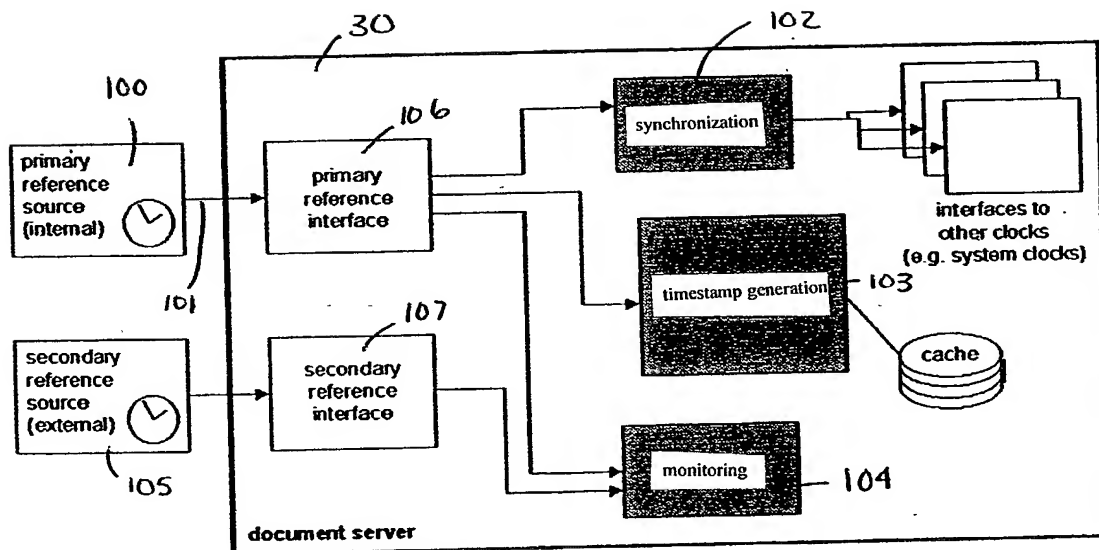 30
102
100
106
primary
reference
source
(internal)
primary
reference
interface
synchronization
interfaces to
other clocks
(e.g. system clocks)
101
107
timestamp generation
103
secondary
reference
source
(external)
secondary
reference
interface
cache
monitoring
105
104
document server